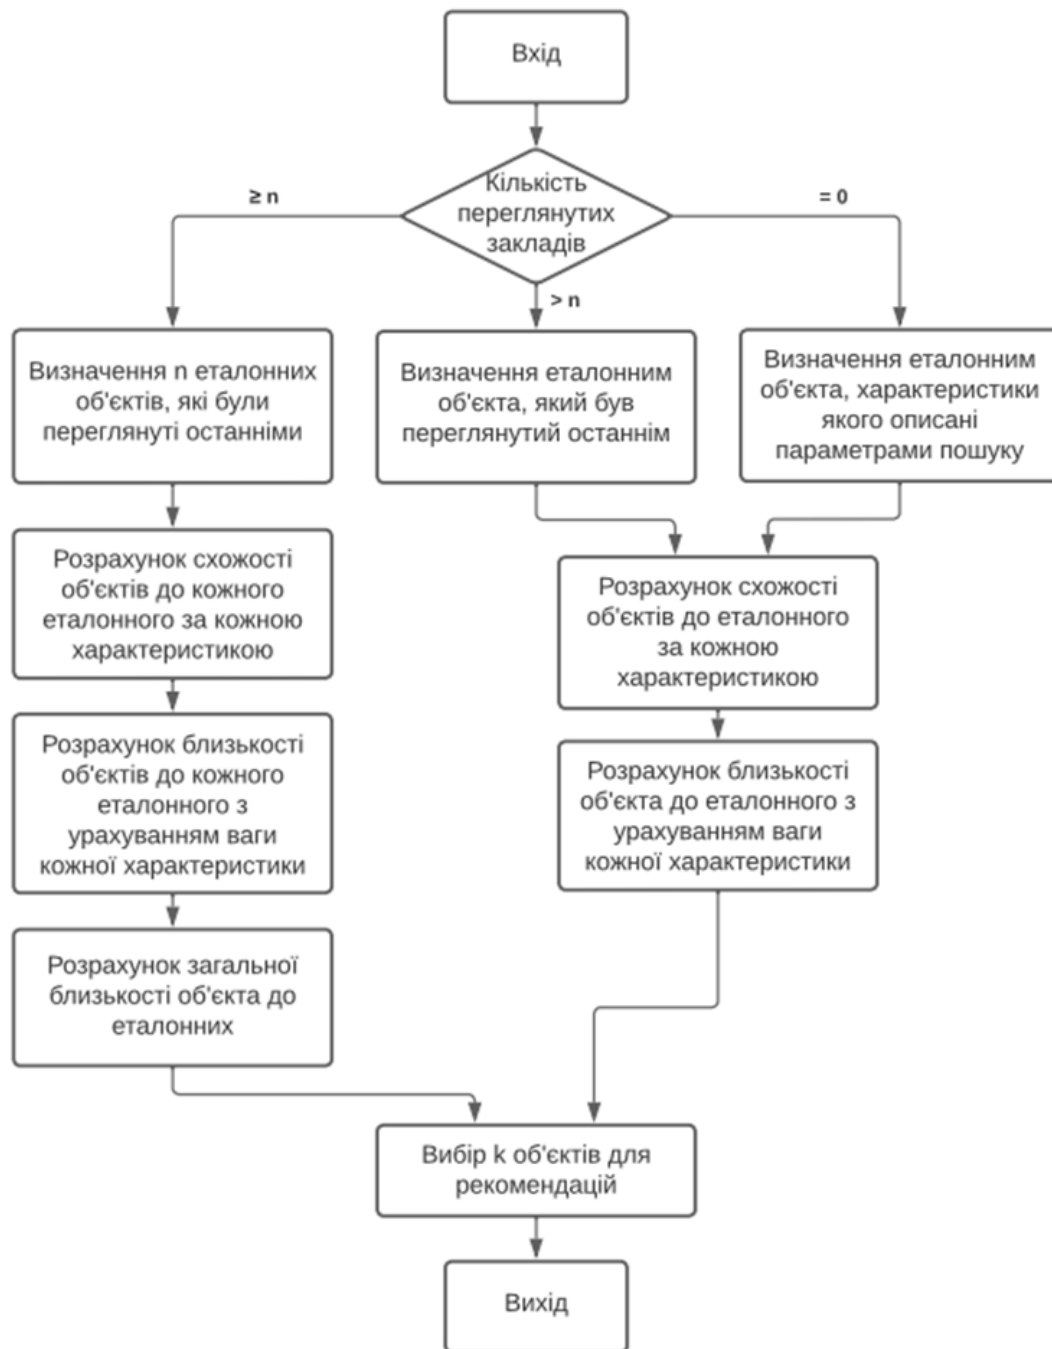 Вхід
Кількість
переглянутих
закладів
≥ n
= 0
> n
Визначення n еталонних
об'єктів, які були
переглянуті останніми
Визначення еталонним
об'єкта, який був
переглянутий останнім
Визначення еталонним
об'єкта, характеристики
якого описані
параметрами пошуку
Розрахунок схожості
об'єктів до кожного
еталонного за кожною
характеристикою
Розрахунок схожості
об'єктів до еталонного
за кожною
характеристикою
Розрахунок близькості
об'єктів до кожного
еталонного з
урахуванням ваги
кожної характеристики
Розрахунок близькості
об'єкта до еталонного з
урахуванням ваги
кожної характеристики
Розрахунок загальної
близькості об'єкта до
еталонних
Вибір k об'єктів для
рекомендацій
Вихід